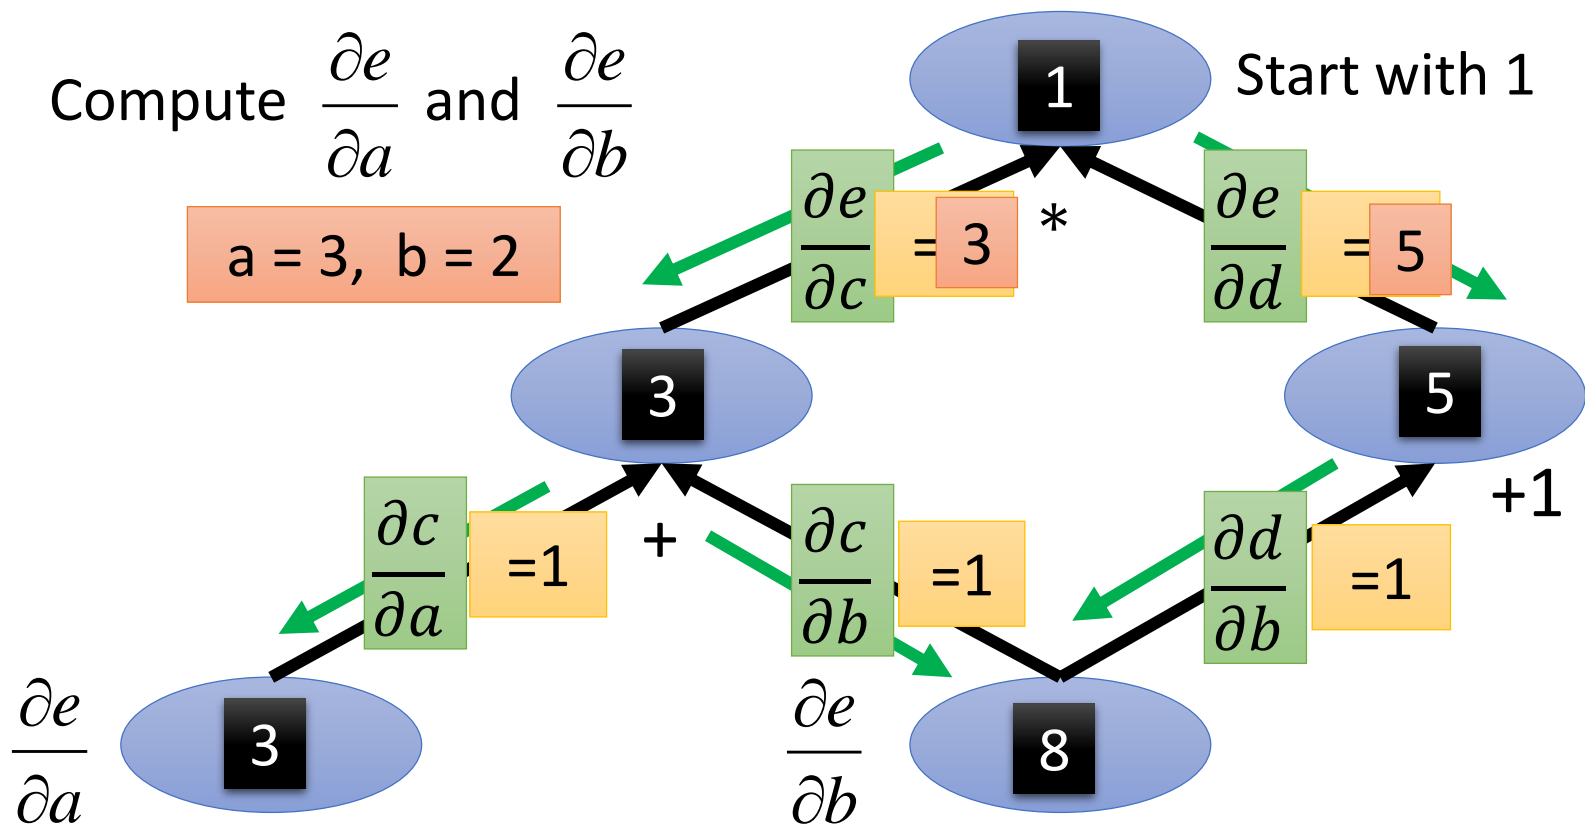 Compute ∂e/∂a and ∂e/∂b
1
Start with 1
a = 3, b = 2
∂e/∂c
= 3
*
∂e/∂d
= 5
3
5
∂c/∂a
=1
+
∂c/∂b
=1
∂d/∂b
=1
+1
∂e/∂a
3
∂e/∂b
8